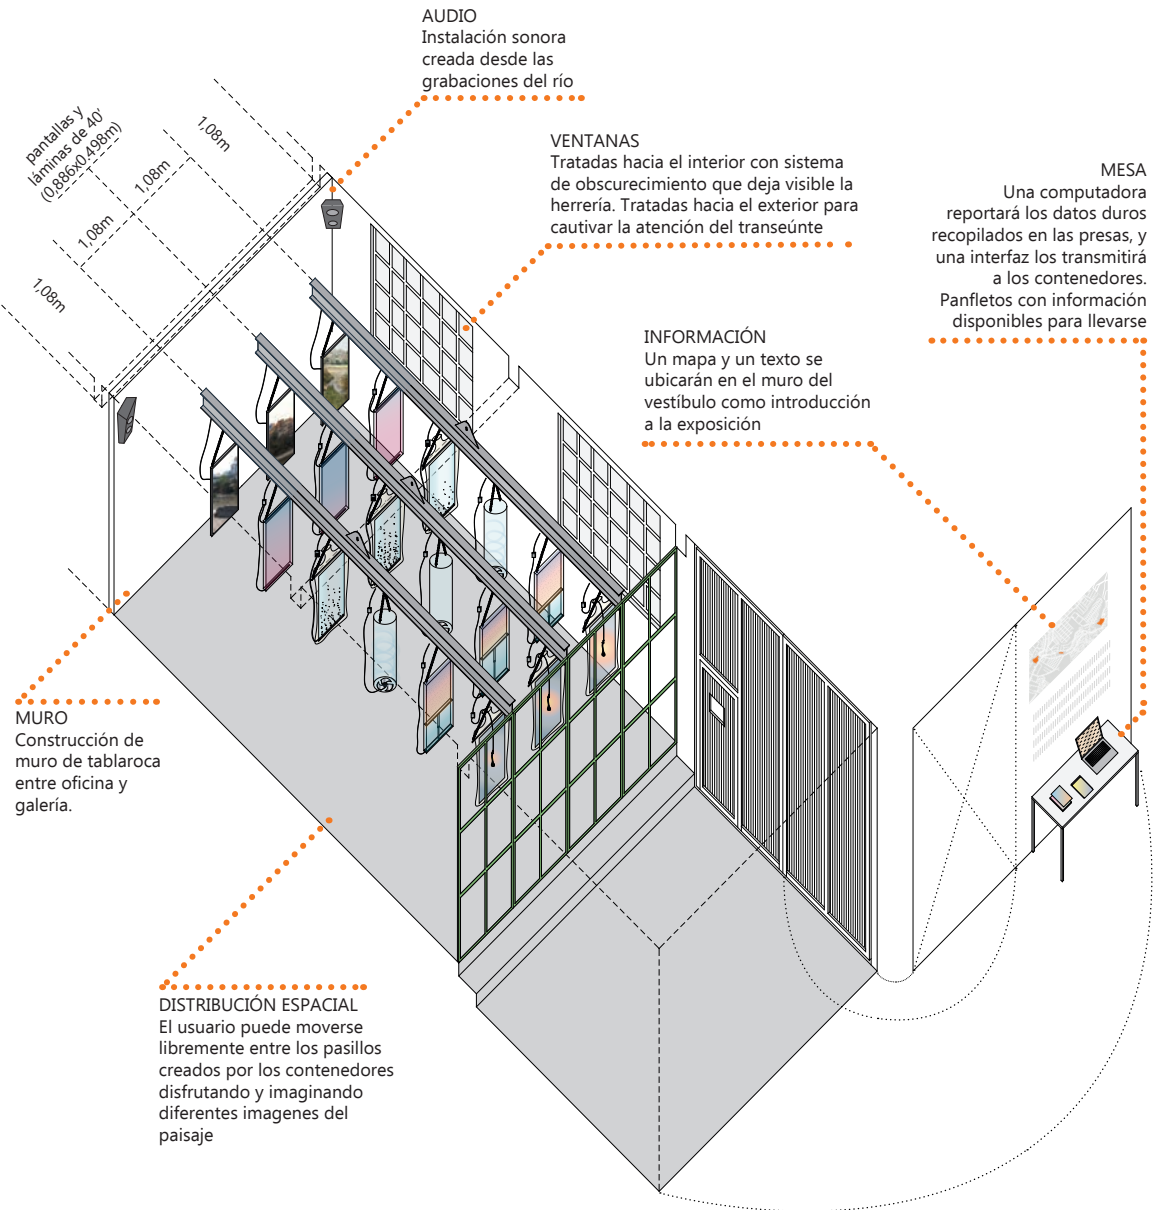 AUDIO
Instalación sonora
creada desde las
grabaciones del río
pantallas y
láminas de 40'
(0,886x0.498m)
1,08m
1,08m
1,08m
1,08m
VENTANAS
Tratadas hacia el interior con sistema
de obscurecimiento que deja visible la
herrería. Tratadas hacia el exterior para
cautivar la atención del transeúnte
MESA
Una computadora
reportará los datos duros
recopilados en las presas, y
una interfaz los transmitirá
a los contenedores.
Panfletos con información
disponibles para llevarse
INFORMACIÓN
Un mapa y un texto se
ubicarán en el muro del
vestíbulo como introducción
a la exposición
MURO
Construcción de
muro de tablaroca
entre oficina y
galería.
DISTRIBUCIÓN ESPACIAL
El usuario puede moverse
libremente entre los pasillos
creados por los contenedores
disfrutando y imaginando
diferentes imagenes del
paisaje